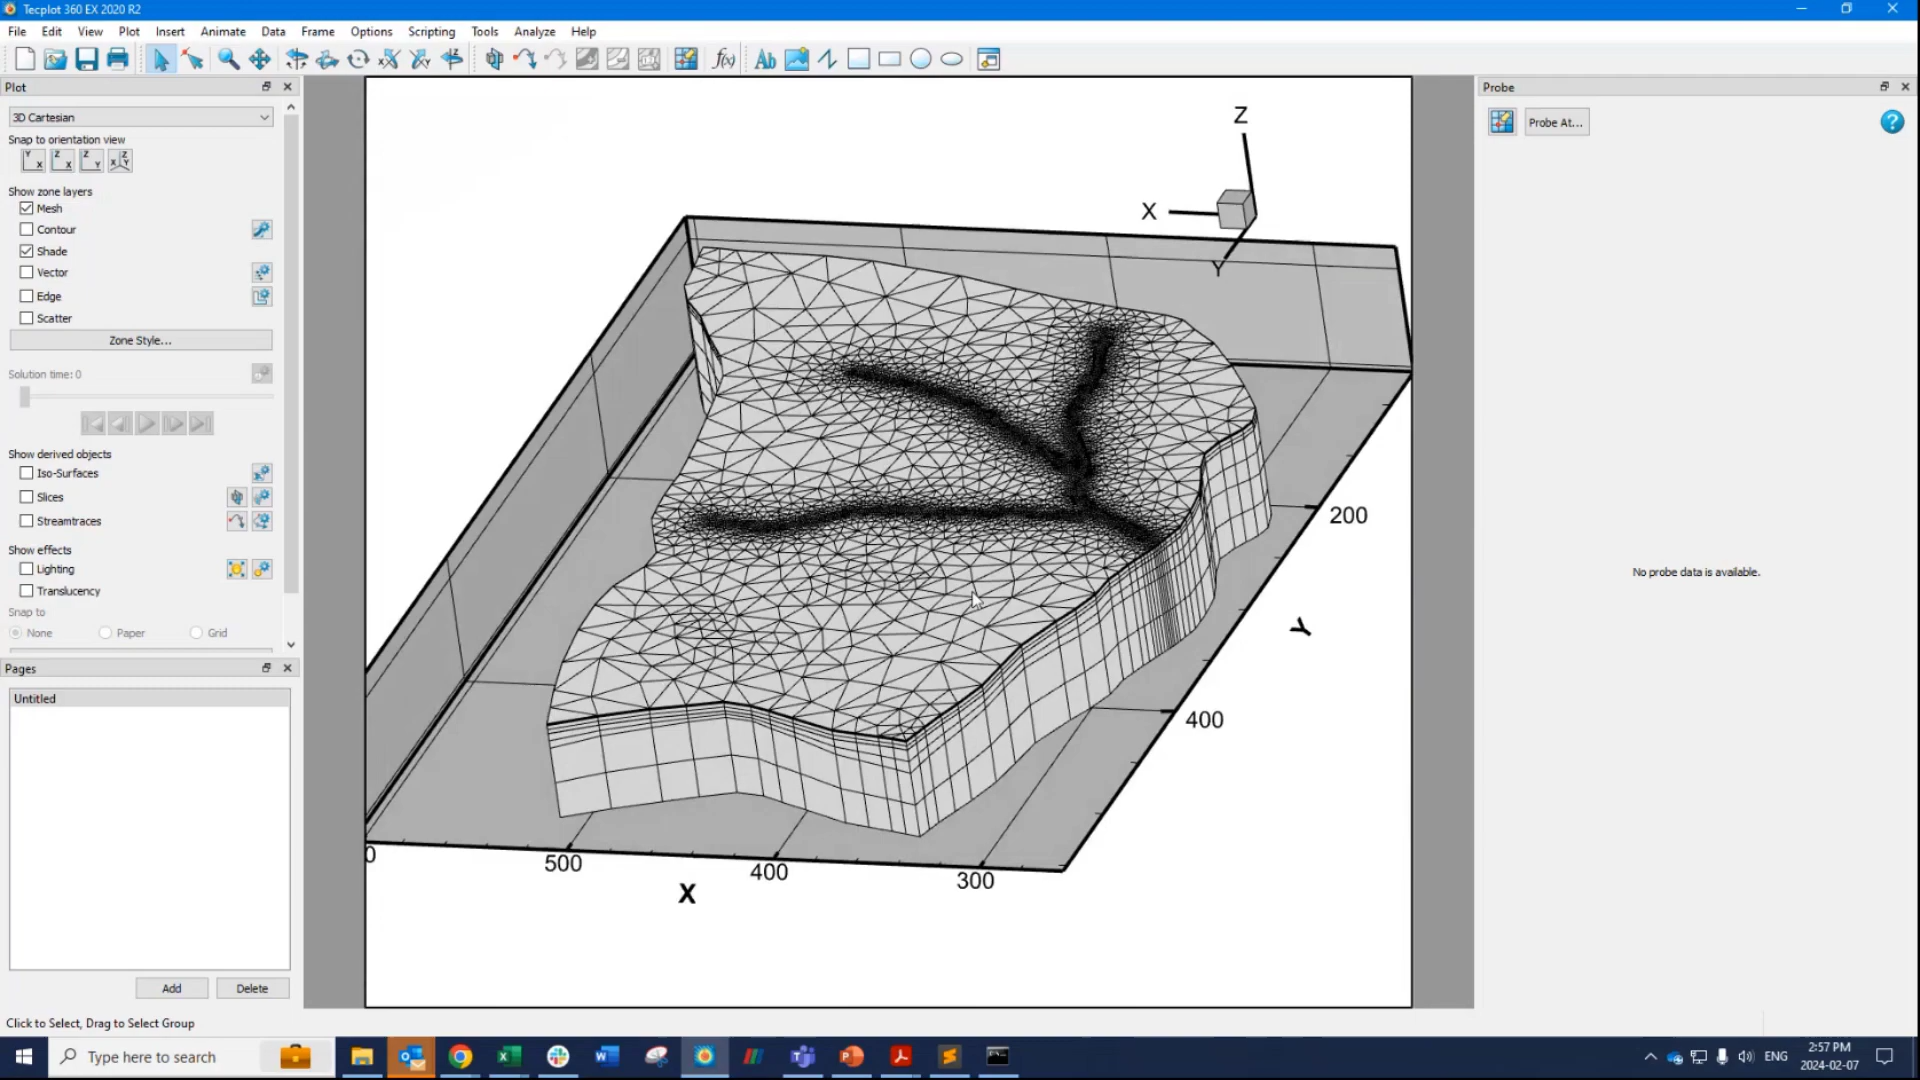 Tecplot 360 EX 2020 R2
File Edit View Plot Insert Animate Data Frame Options Scripting Tools Analyze Help
Plot
3D Cartesian
Snap to orientation view
Show zone layers
Mesh
Contour
Shade
Vector
Edge
Scatter
Zone Style...
Solution time: 0
Show derived objects
Iso-Surfaces
Slices
Streamtraces
Show effects
Lighting
Translucency
Snap to
None Paper Grid
Pages
Untitled
Add Delete
Click to Select, Drag to Select Group
Z
X
Y
200
Y
400
0
500
400
300
X
Probe
Probe At...
No probe data is available.
Type here to search
ENG
2:57 PM
2024-02-07